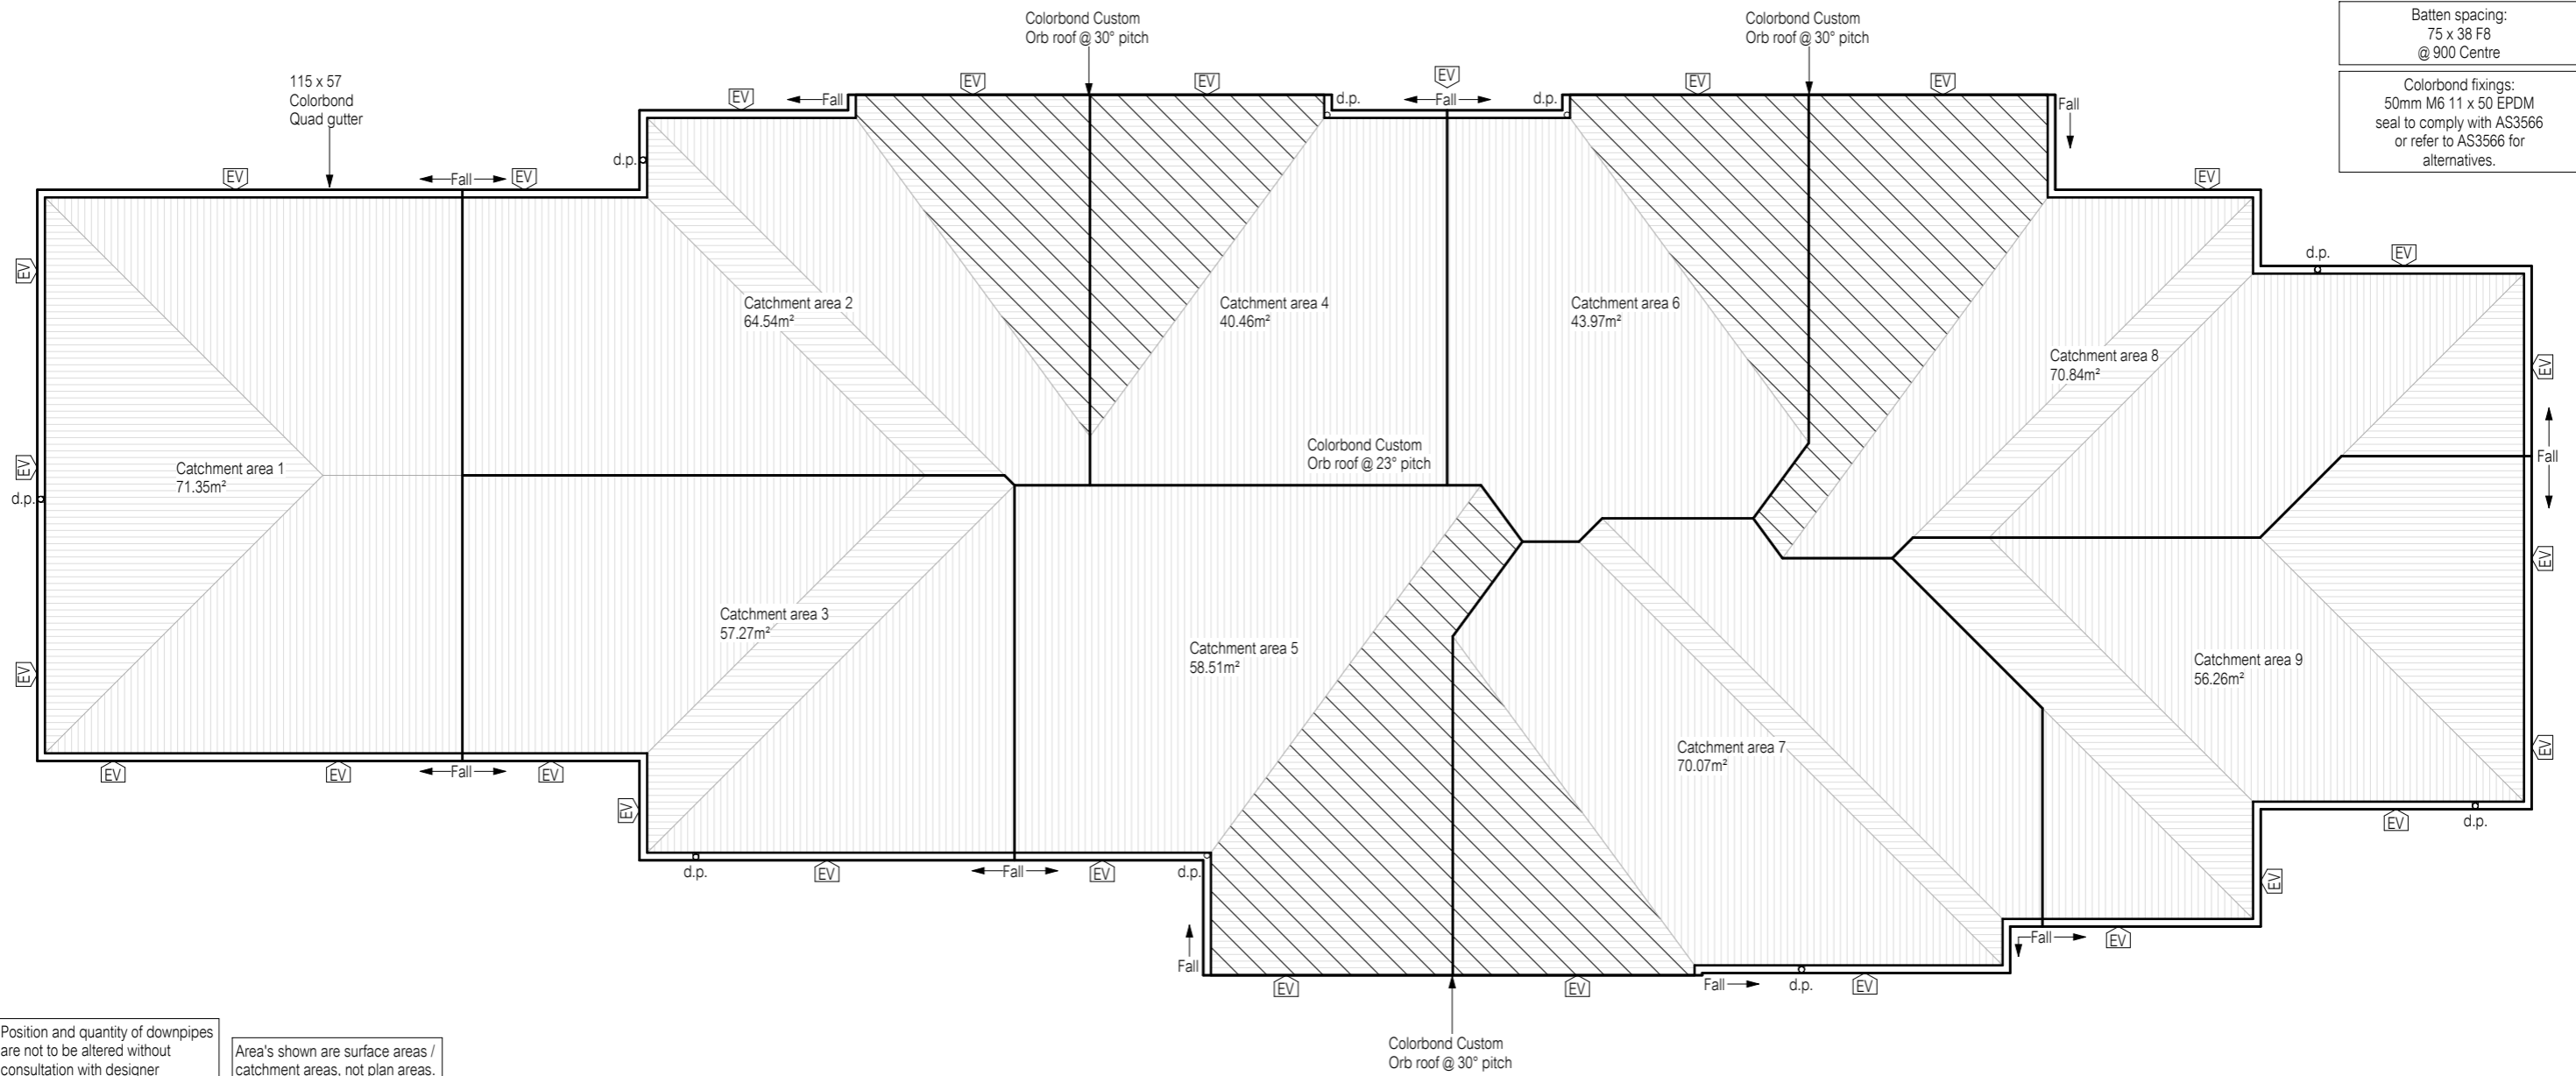 Colorbond Custom
Orb roof @ 30° pitch
Colorbond Custom
Orb roof @ 30° pitch
Batten spacing:
75 x 38 F8
@ 900 Centre
Colorbond fixings:
50mm M6 11 x 50 EPDM
seal to comply with AS3566
or refer to AS3566 for
alternatives.
115 x 57
Colorbond
Quad gutter
EV
EV
EV
EV
EV
EV
Fall
d.p.
Fall
d.p.
Fall
d.p.
EV
Fall
EV
EV
d.p.
EV
EV
Catchment area 2
64.54m²
Catchment area 4
40.46m²
Catchment area 6
43.97m²
Catchment area 8
70.84m²
EV
Colorbond Custom
Orb roof @ 23° pitch
Fall
EV
Catchment area 1
71.35m²
d.p.
EV
Catchment area 3
57.27m²
Catchment area 5
58.51m²
Catchment area 9
56.26m²
EV
Catchment area 7
70.07m²
EV
EV
EV
Fall
EV
EV
EV
d.p.
d.p.
EV
Fall
EV
d.p.
EV
Fall
EV
Fall
EV
EV
Fall
d.p.
EV
Colorbond Custom
Orb roof @ 30° pitch
Position and quantity of downpipes
are not to be altered without
consultation with designer
Area's shown are surface areas /
catchment areas, not plan areas.